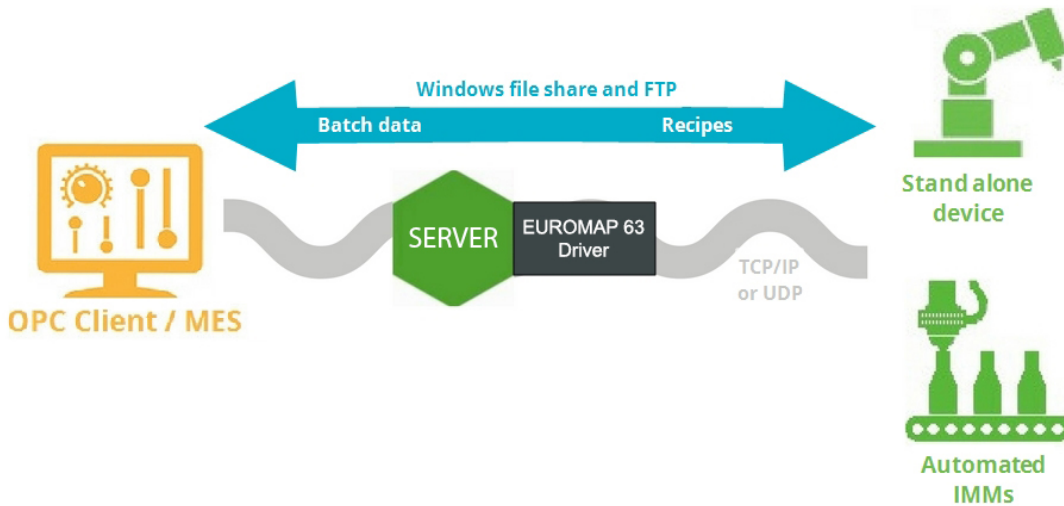 Windows file share and FTP
Batch data Recipes
OPC Client / MES
SERVER
EUROMAP 63
Driver
TCP/IP
or UDP
Stand alone
device
Automated
IMMs